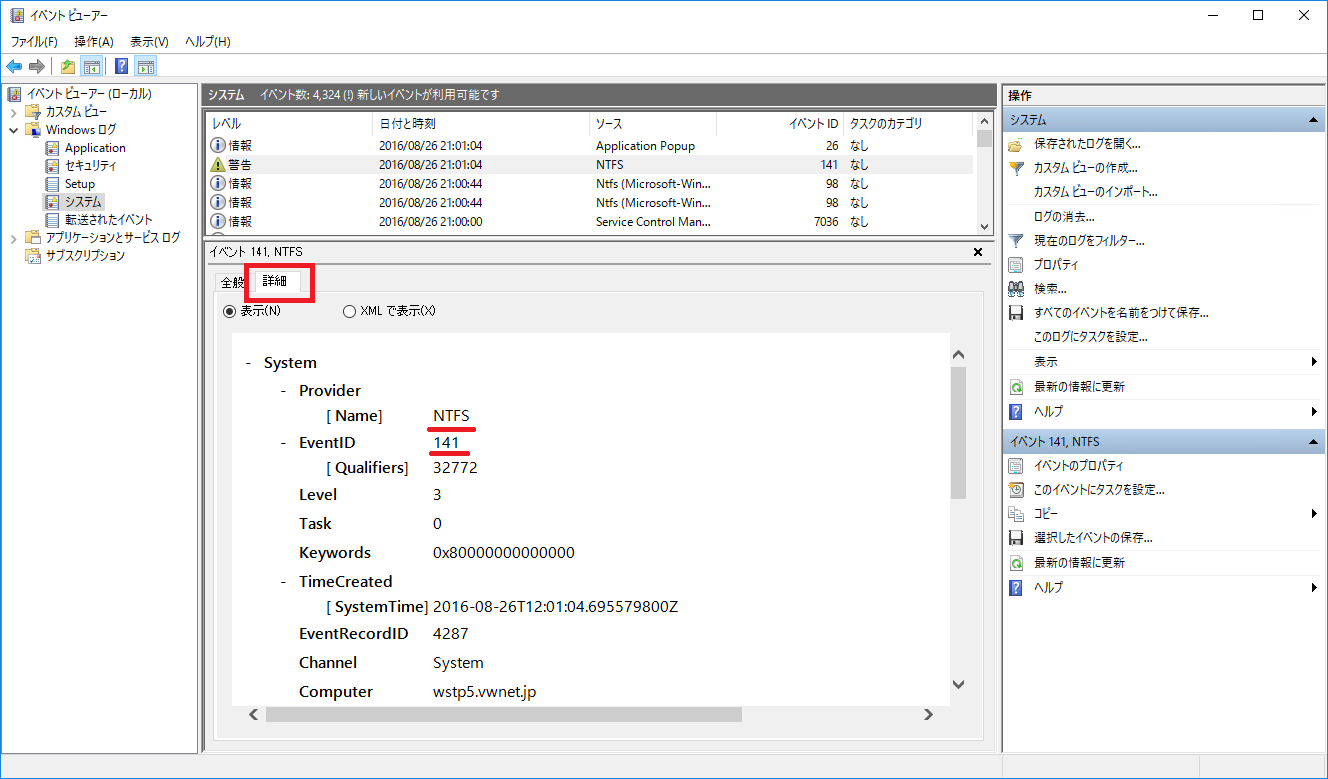 イベント ビューアー
ファイル(F) 操作(A) 表示(V) ヘルプ(H)
イベント ビューアー (ローカル)
カスタム ビュー
Windows ログ
Application
セキュリティ
Setup
システム
転送されたイベント
アプリケーションとサービス ログ
サブスクリプション
システム イベント数: 4,324 (!) 新しいイベントが利用可能です
レベル 日付と時刻 ソース イベント ID タスクのカテゴリ
情報 2016/08/26 21:01:04 Application Popup 26 なし
警告 2016/08/26 21:01:04 NTFS 141 なし
情報 2016/08/26 21:00:44 Ntfs (Microsoft-Win... 98 なし
情報 2016/08/26 21:00:44 Ntfs (Microsoft-Win... 98 なし
情報 2016/08/26 21:00:00 Service Control Man... 7036 なし
イベント 141, NTFS
全般 詳細
表示(N) XML で表示(X)
- System
- Provider
[ Name] NTFS
- EventID 141
[ Qualifiers] 32772
Level 3
Task 0
Keywords 0x80000000000000
- TimeCreated
[ SystemTime] 2016-08-26T12:01:04.695579800Z
EventRecordID 4287
Channel System
Computer wstp5.vwnet.jp
操作
システム
保存されたログを開く...
カスタム ビューの作成...
カスタム ビューのインポート...
ログの消去...
現在のログをフィルター...
プロパティ
検索...
すべてのイベントを名前をつけて保存...
このログにタスクを設定...
表示
最新の情報に更新
ヘルプ
イベント 141, NTFS
イベントのプロパティ
このイベントにタスクを設定...
コピー
選択したイベントの保存...
最新の情報に更新
ヘルプ